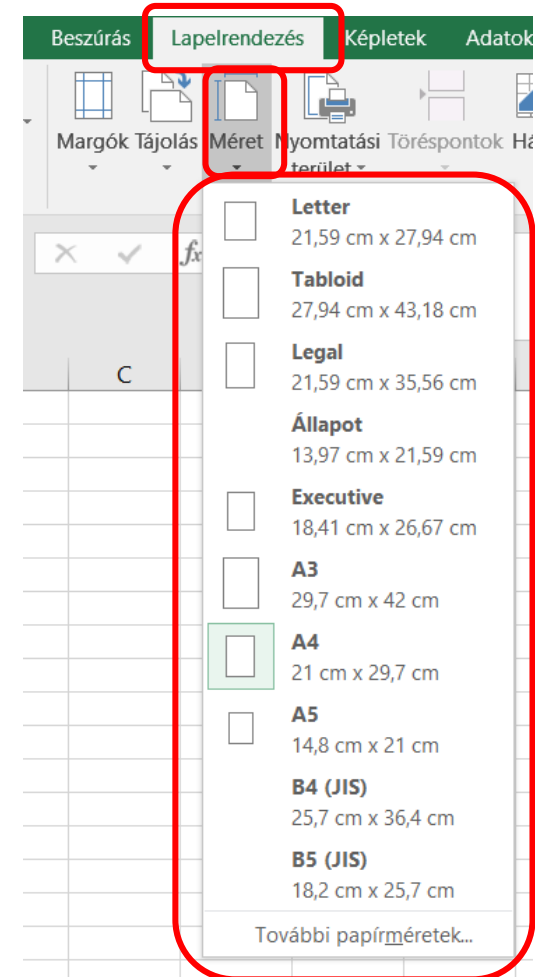 Beszúrás Lapelrendezés Képletek Adatok
Margók Tájolás Méret Nyomtatási Töréspontok
terület
fx
C
Letter
21,59 cm x 27,94 cm
Tabloid
27,94 cm x 43,18 cm
Legal
21,59 cm x 35,56 cm
Állapot
13,97 cm x 21,59 cm
Executive
18,41 cm x 26,67 cm
A3
29,7 cm x 42 cm
A4
21 cm x 29,7 cm
A5
14,8 cm x 21 cm
B4 (JIS)
25,7 cm x 36,4 cm
B5 (JIS)
18,2 cm x 25,7 cm
További papírméretek...